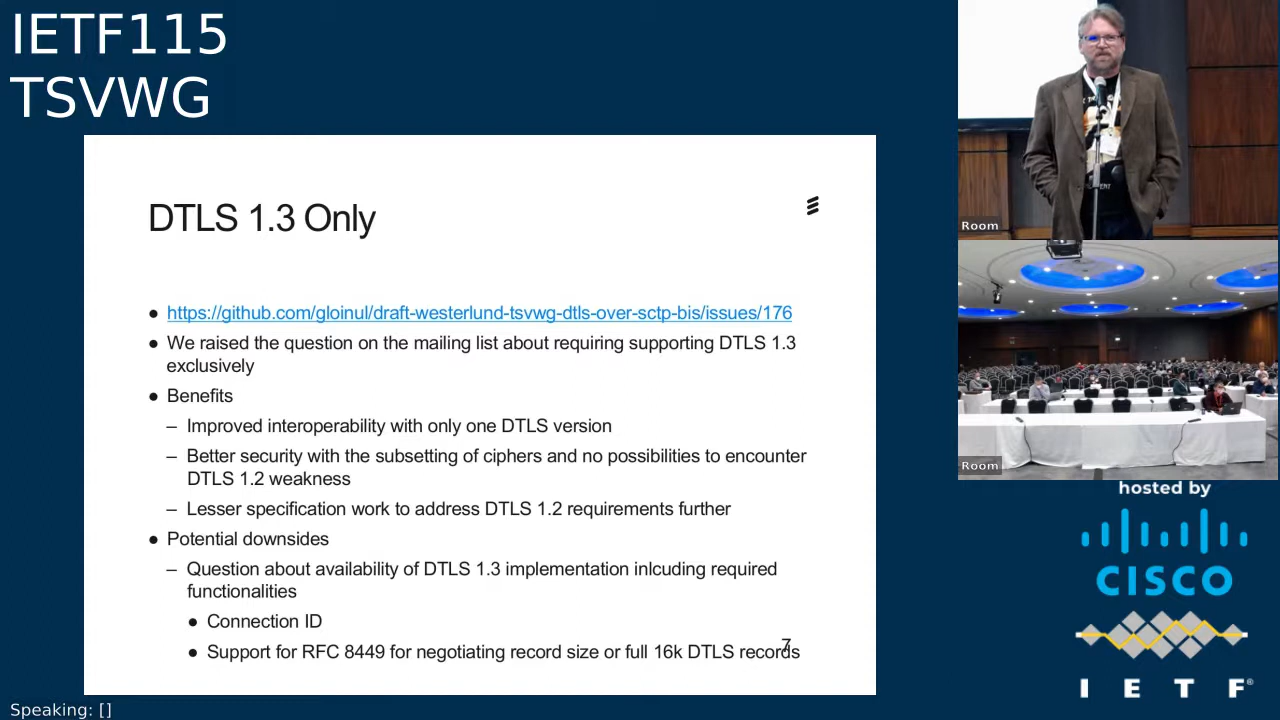 IETF115
TSVWG
DTLS 1.3 Only
● https://github.com/gloinul/draft-westerlund-tsvwg-dtls-over-sctp-bis/issues/176
● We raised the question on the mailing list about requiring supporting DTLS 1.3
exclusively
● Benefits
– Improved interoperability with only one DTLS version
– Better security with the subsetting of ciphers and no possibilities to encounter
DTLS 1.2 weakness
– Lesser specification work to address DTLS 1.2 requirements further
● Potential downsides
– Question about availability of DTLS 1.3 implementation inlcuding required
functionalities
● Connection ID
● Support for RFC 8449 for negotiating record size or full 16k DTLS records
7
Room
Room
hosted by
CISCO
IETF®
Speaking: []